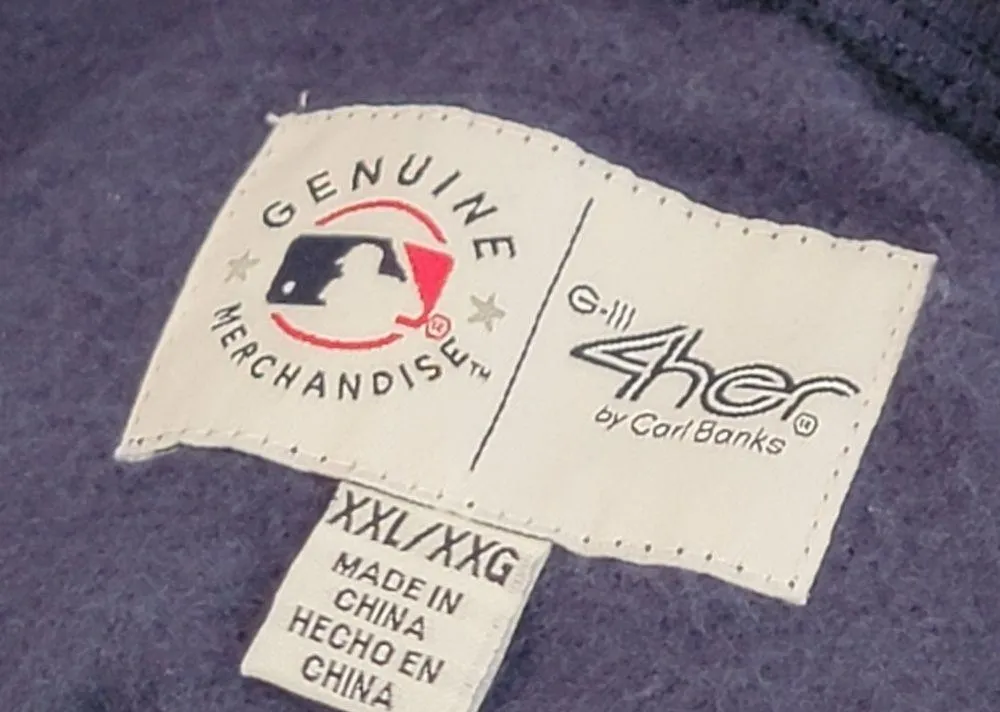 GENUINE
MERCHANDISE™
G-III
4her®
by Carl Banks
XXL/XXG
MADE IN
CHINA
HECHO EN
CHINA